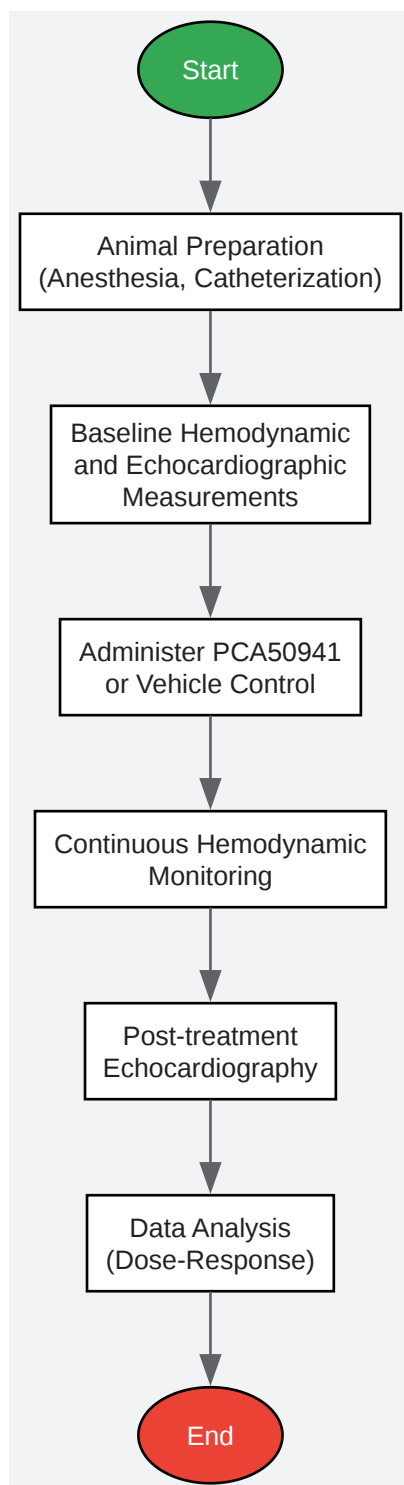 Start
Animal Preparation
(Anesthesia, Catheterization)
Baseline Hemodynamic
and Echocardiographic
Measurements
Administer PCA50941
or Vehicle Control
Continuous Hemodynamic
Monitoring
Post-treatment
Echocardiography
Data Analysis
(Dose-Response)
End